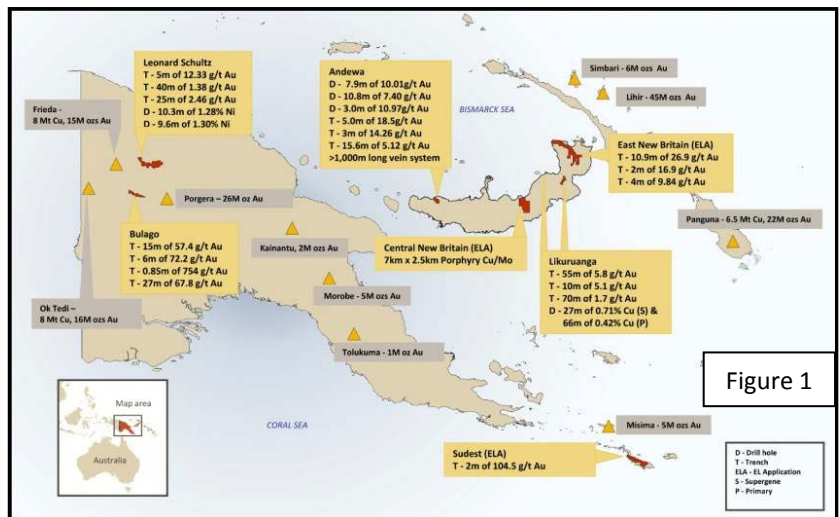 Leonard Schultz
T - 5m of 12.33 g/t Au
T - 40m of 1.38 g/t Au
T - 25m of 2.46 g/t Au
D - 10.3m of 1.28% Ni
D - 9.6m of 1.30% Ni
Frieda -
8 Mt Cu, 15M ozs Au
Andewa
D - 7.9m of 10.01g/t Au
D - 10.8m of 7.40 g/t Au
D - 3.0m of 10.97g/t Au
T - 5.0m of 18.5g/t Au
T - 3m of 14.26 g/t Au
T - 15.6m of 5.12 g/t Au
>1,000m long vein system
BISMARCK SEA
Simbari - 6M ozs Au
Lihir - 45M ozs Au
East New Britain (ELA)
T - 10.9m of 26.9 g/t Au
T - 2m of 16.9 g/t Au
T - 4m of 9.84 g/t Au
Porgera – 26M oz Au
Bulago
T - 15m of 57.4 g/t Au
T - 6m of 72.2 g/t Au
T - 0.85m of 754 g/t Au
T - 27m of 67.8 g/t Au
Kainantu, 2M ozs Au
Central New Britain (ELA)
7km x 2.5km Porphyry Cu/Mo
Likuruanga
T - 55m of 5.8 g/t Au
T - 10m of 5.1 g/t Au
T - 70m of 1.7 g/t Au
D - 27m of 0.71% Cu (S) &
66m of 0.42% Cu (P)
Panguna - 6.5 Mt Cu, 22M ozs Au
Morobe - 5M ozs Au
Ok Tedi –
8 Mt Cu, 16M ozs Au
Tolukuma - 1M oz Au
Figure 1
Map area
Australia
CORAL SEA
Misima - 5M ozs Au
Sudest (ELA)
T - 2m of 104.5 g/t Au
D - Drill hole
T - Trench
ELA - EL Application
S - Supergene
P - Primary